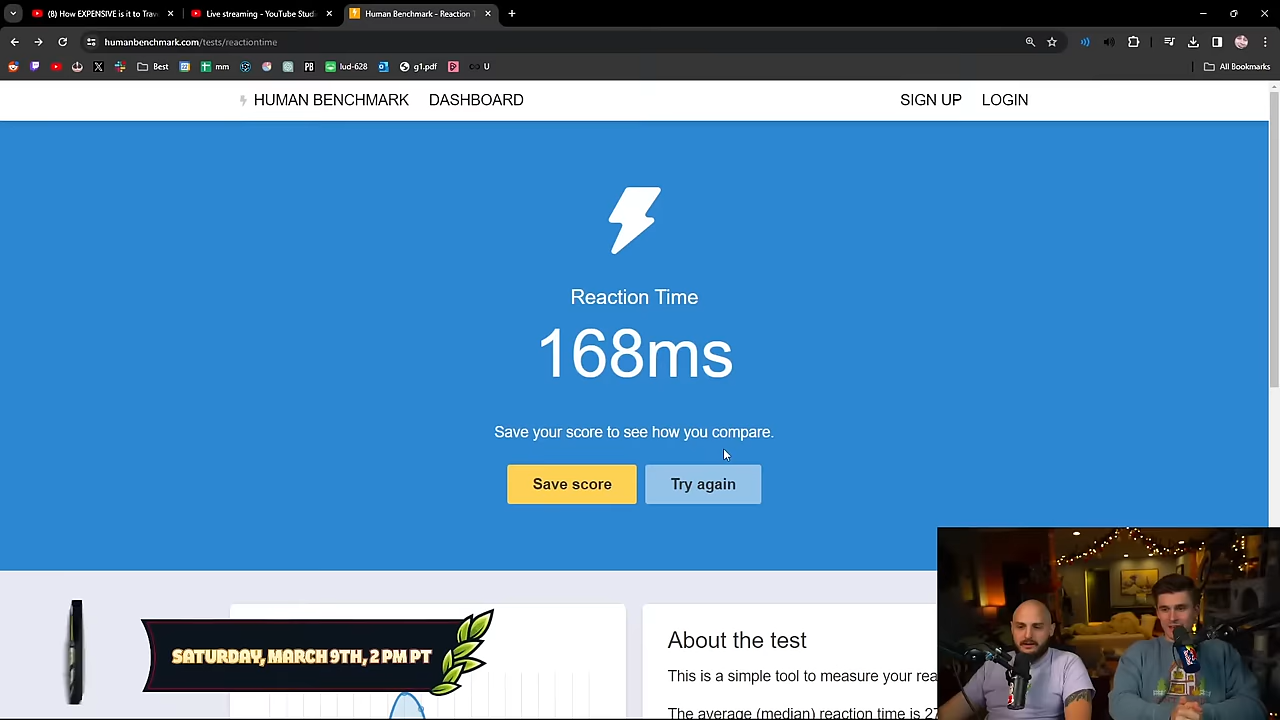 (8) How EXPENSIVE is it to Trav
Live streaming - YouTube Stud
Human Benchmark - Reaction T
humanbenchmark.com/tests/reactiontime
Best
mm
PB
lud-628
g1.pdf
U
All Bookmarks
HUMAN BENCHMARK
DASHBOARD
SIGN UP
LOGIN
Reaction Time
168ms
Save your score to see how you compare.
Save score
Try again
About the test
This is a simple tool to measure your rea
The average (median) reaction time is 27
SATURDAY, MARCH 9TH, 2 PM PT